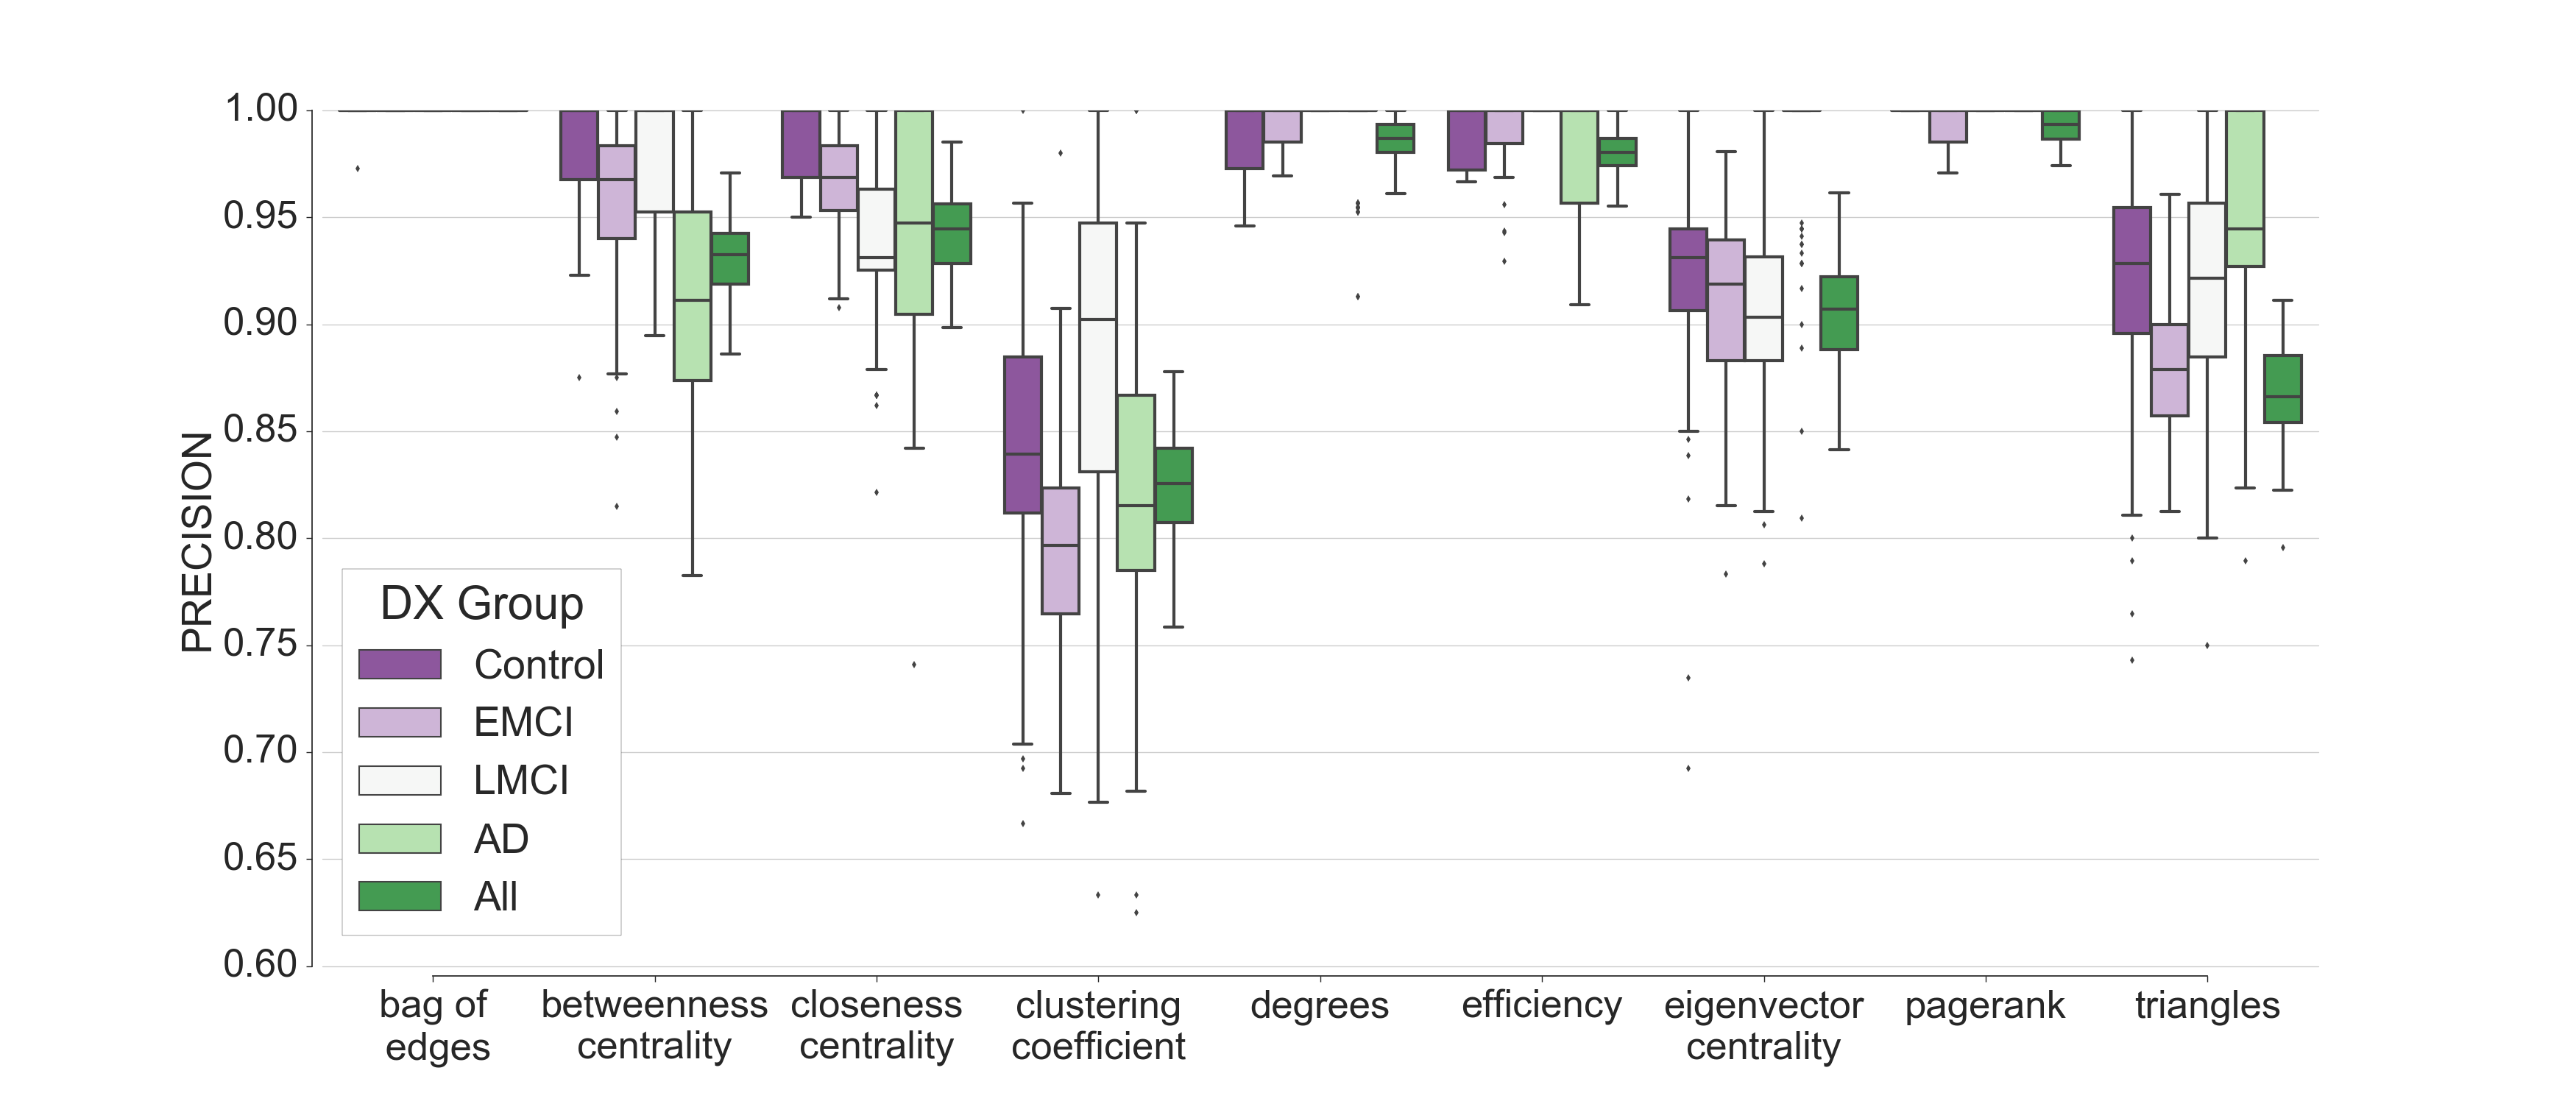 1.00
0.95
0.90
0.85
0.80
0.75
0.70
0.65
0.60
PRECISION
DX Group
Control
EMCI
LMCI
AD
All
bag of
edges
betweenness
centrality
closeness
centrality
clustering
coefficient
degrees
efficiency
eigenvector
centrality
pagerank
triangles